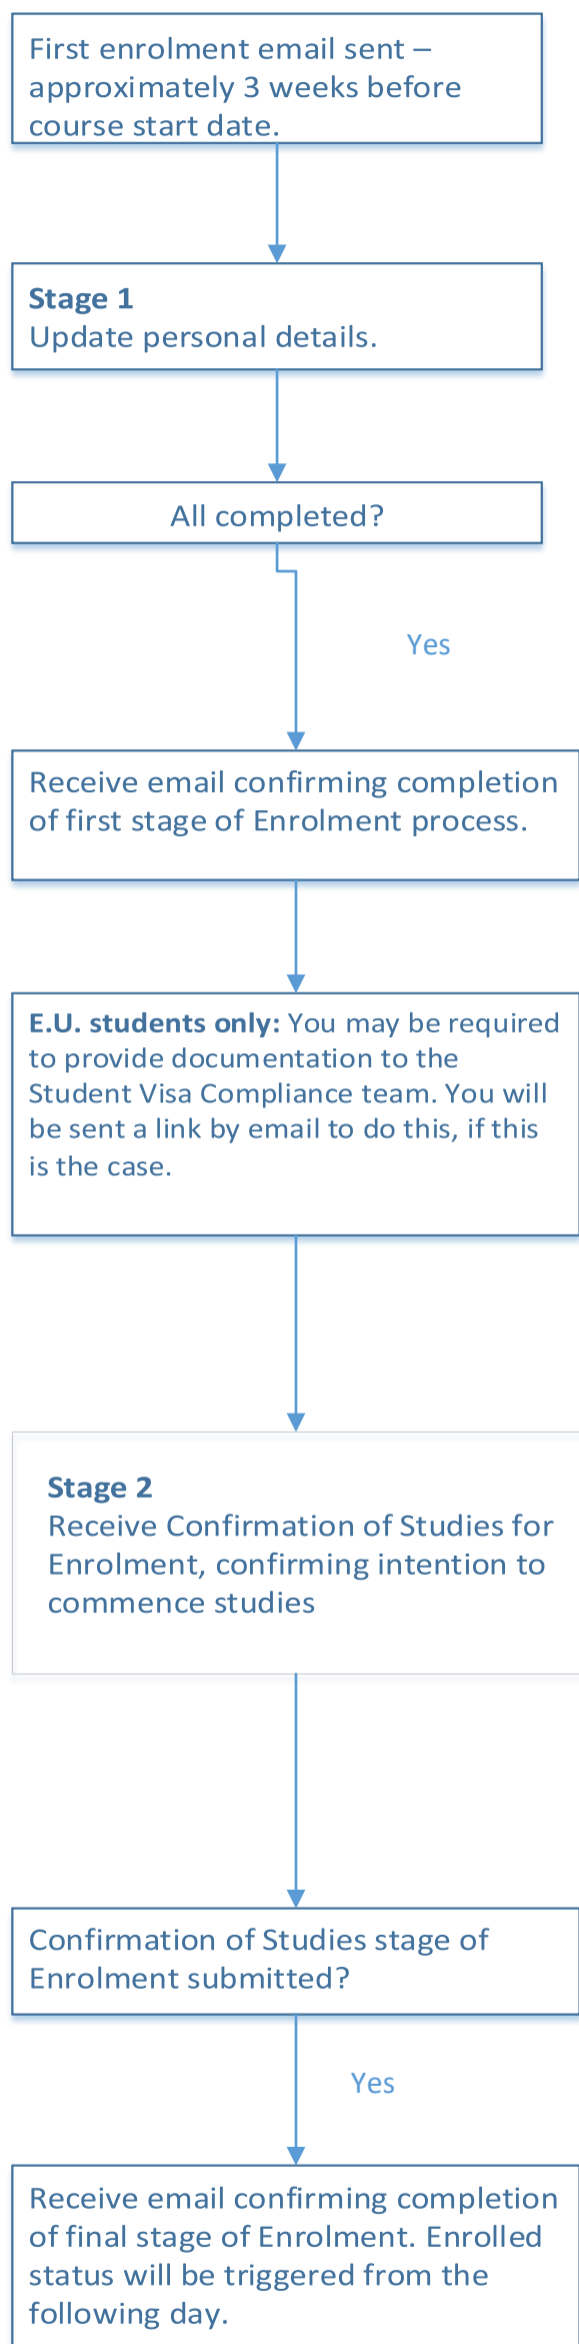 First enrolment email sent –
approximately 3 weeks before
course start date.
Stage 1
Update personal details.
All completed?
Yes
Receive email confirming completion
of first stage of Enrolment process.
E.U. students only: You may be required
to provide documentation to the
Student Visa Compliance team. You will
be sent a link by email to do this, if this
is the case.
Stage 2
Receive Confirmation of Studies for
Enrolment, confirming intention to
commence studies
Confirmation of Studies stage of
Enrolment submitted?
Yes
Receive email confirming completion
of final stage of Enrolment. Enrolled
status will be triggered from the
following day.